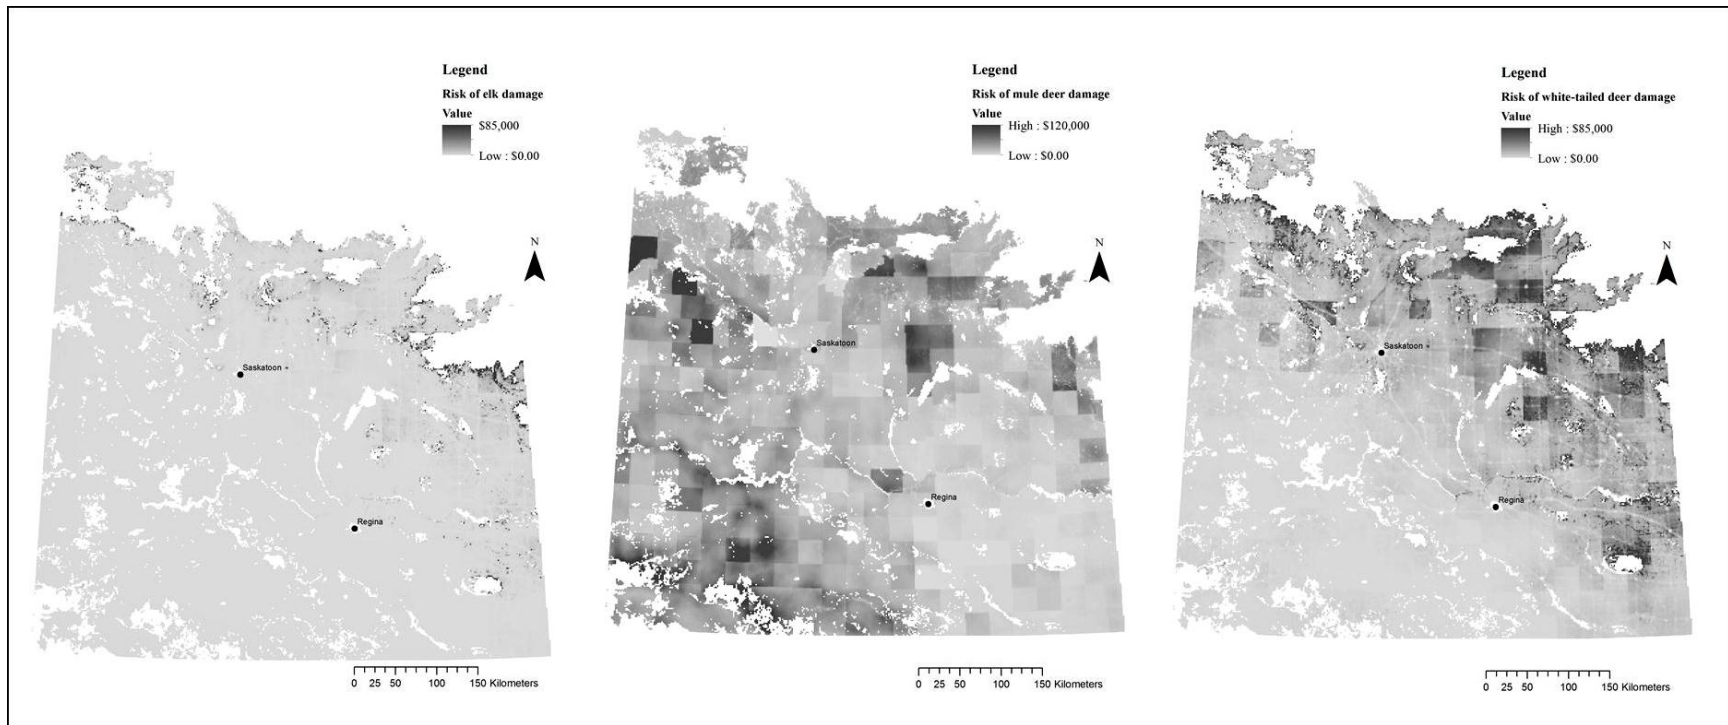 Legend
Risk of elk damage
Value
$85,000
Low : $0.00
N
Saskatoon
Regina
0 25 50 100 150 Kilometers
Legend
Risk of mule deer damage
Value
High : $120,000
Low : $0.00
N
Saskatoon
Regina
0 25 50 100 150 Kilometers
Legend
Risk of white-tailed deer damage
Value
High : $85,000
Low : $0.00
N
Saskatoon
Regina
0 25 50 100 150 Kilometers